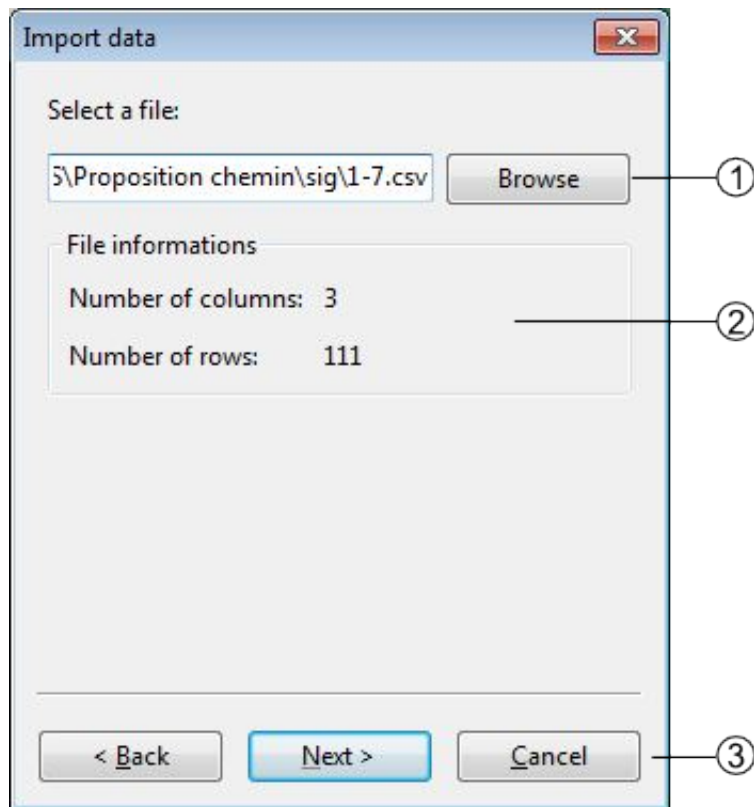 Import data
Select a file:
5\Proposition chemin\sig\1-7.csv Browse ①
File informations
Number of columns: 3 ②
Number of rows: 111
< Back Next > Cancel ③